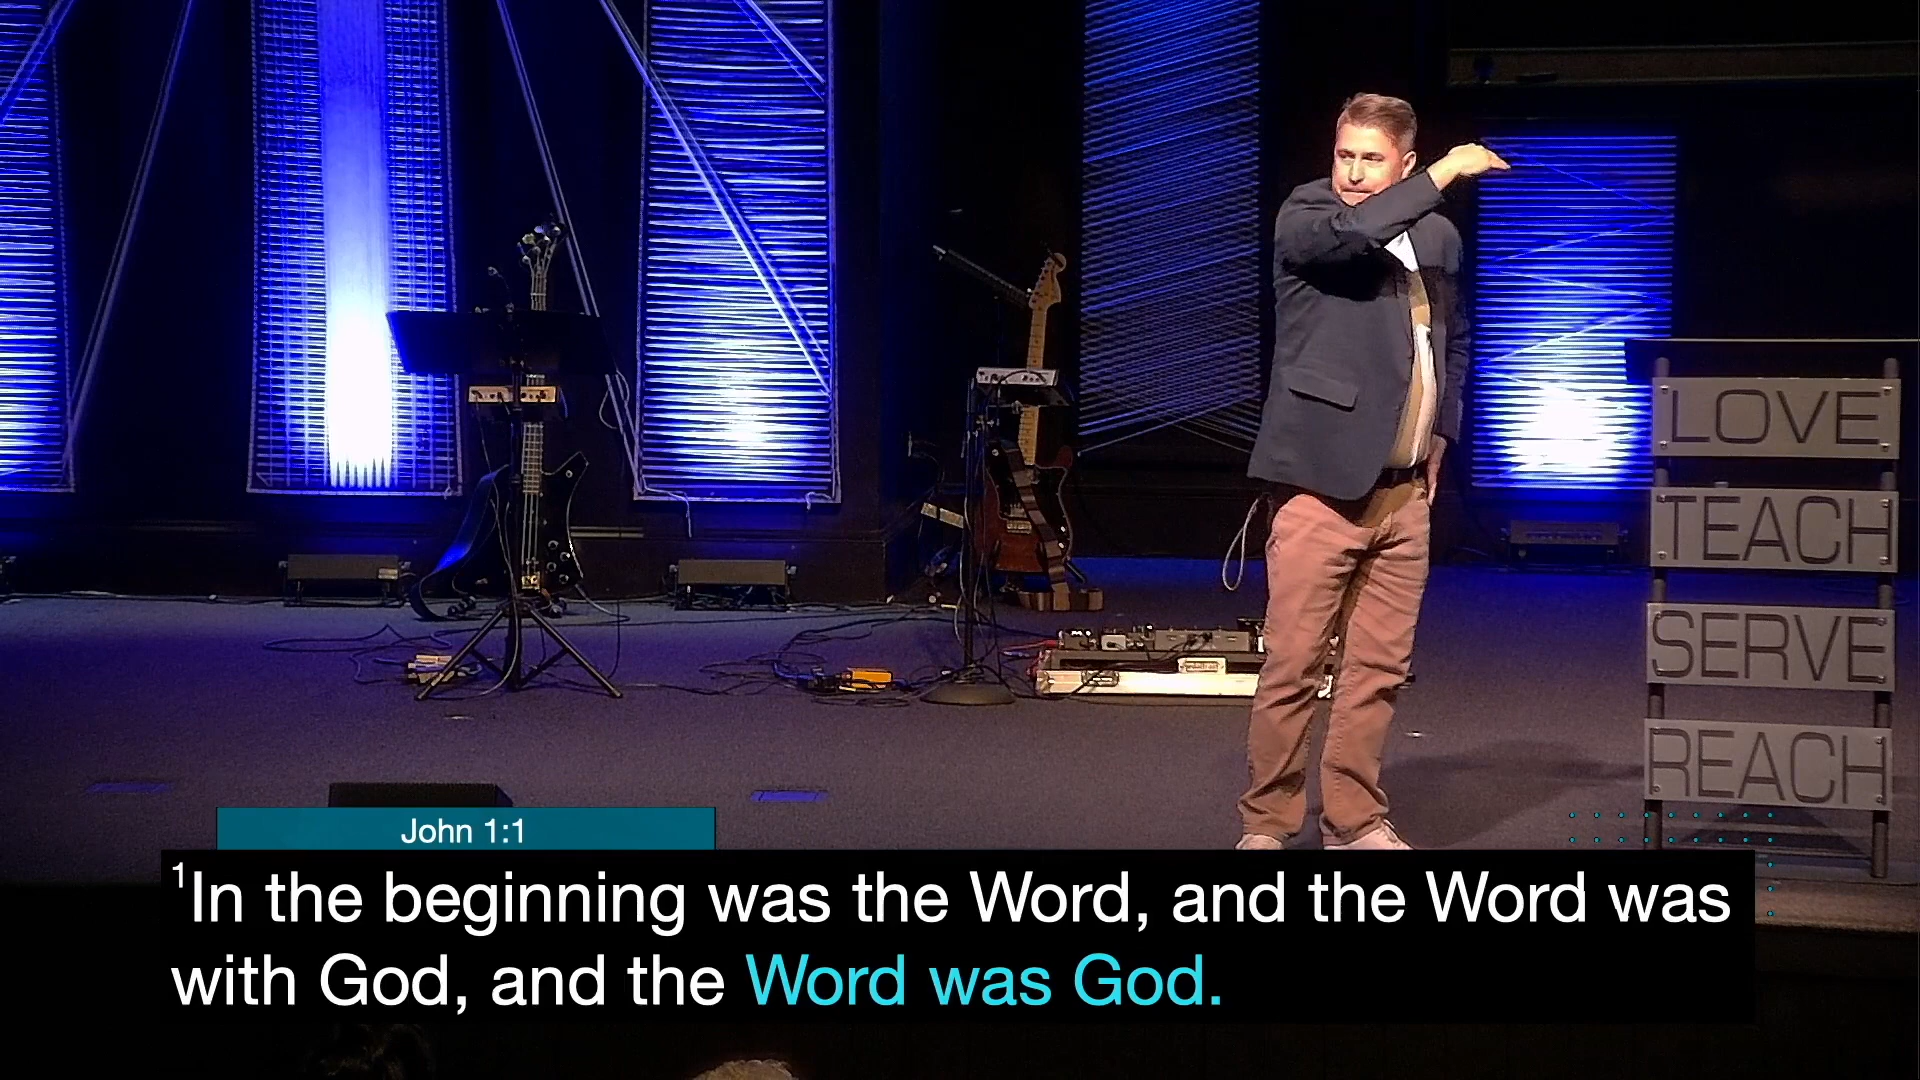 LOVE
TEACH
SERVE
REACH
John 1:1
¹In the beginning was the Word, and the Word was
with God, and the Word was God.